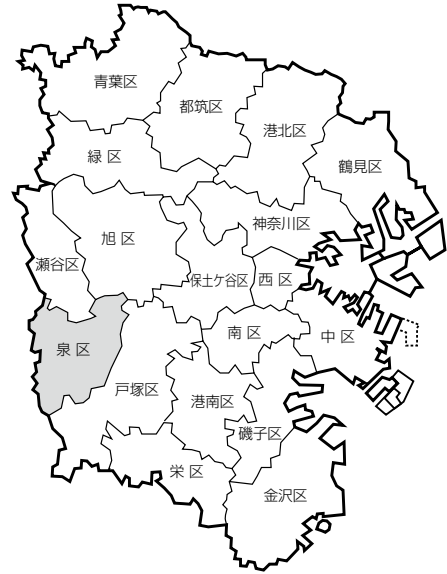 青葉区
都筑区
港北区
緑区
鶴見区
神奈川区
旭区
瀬谷区
保土ケ谷区
西区
泉区
南区
中区
戸塚区
港南区
磯子区
栄区
金沢区